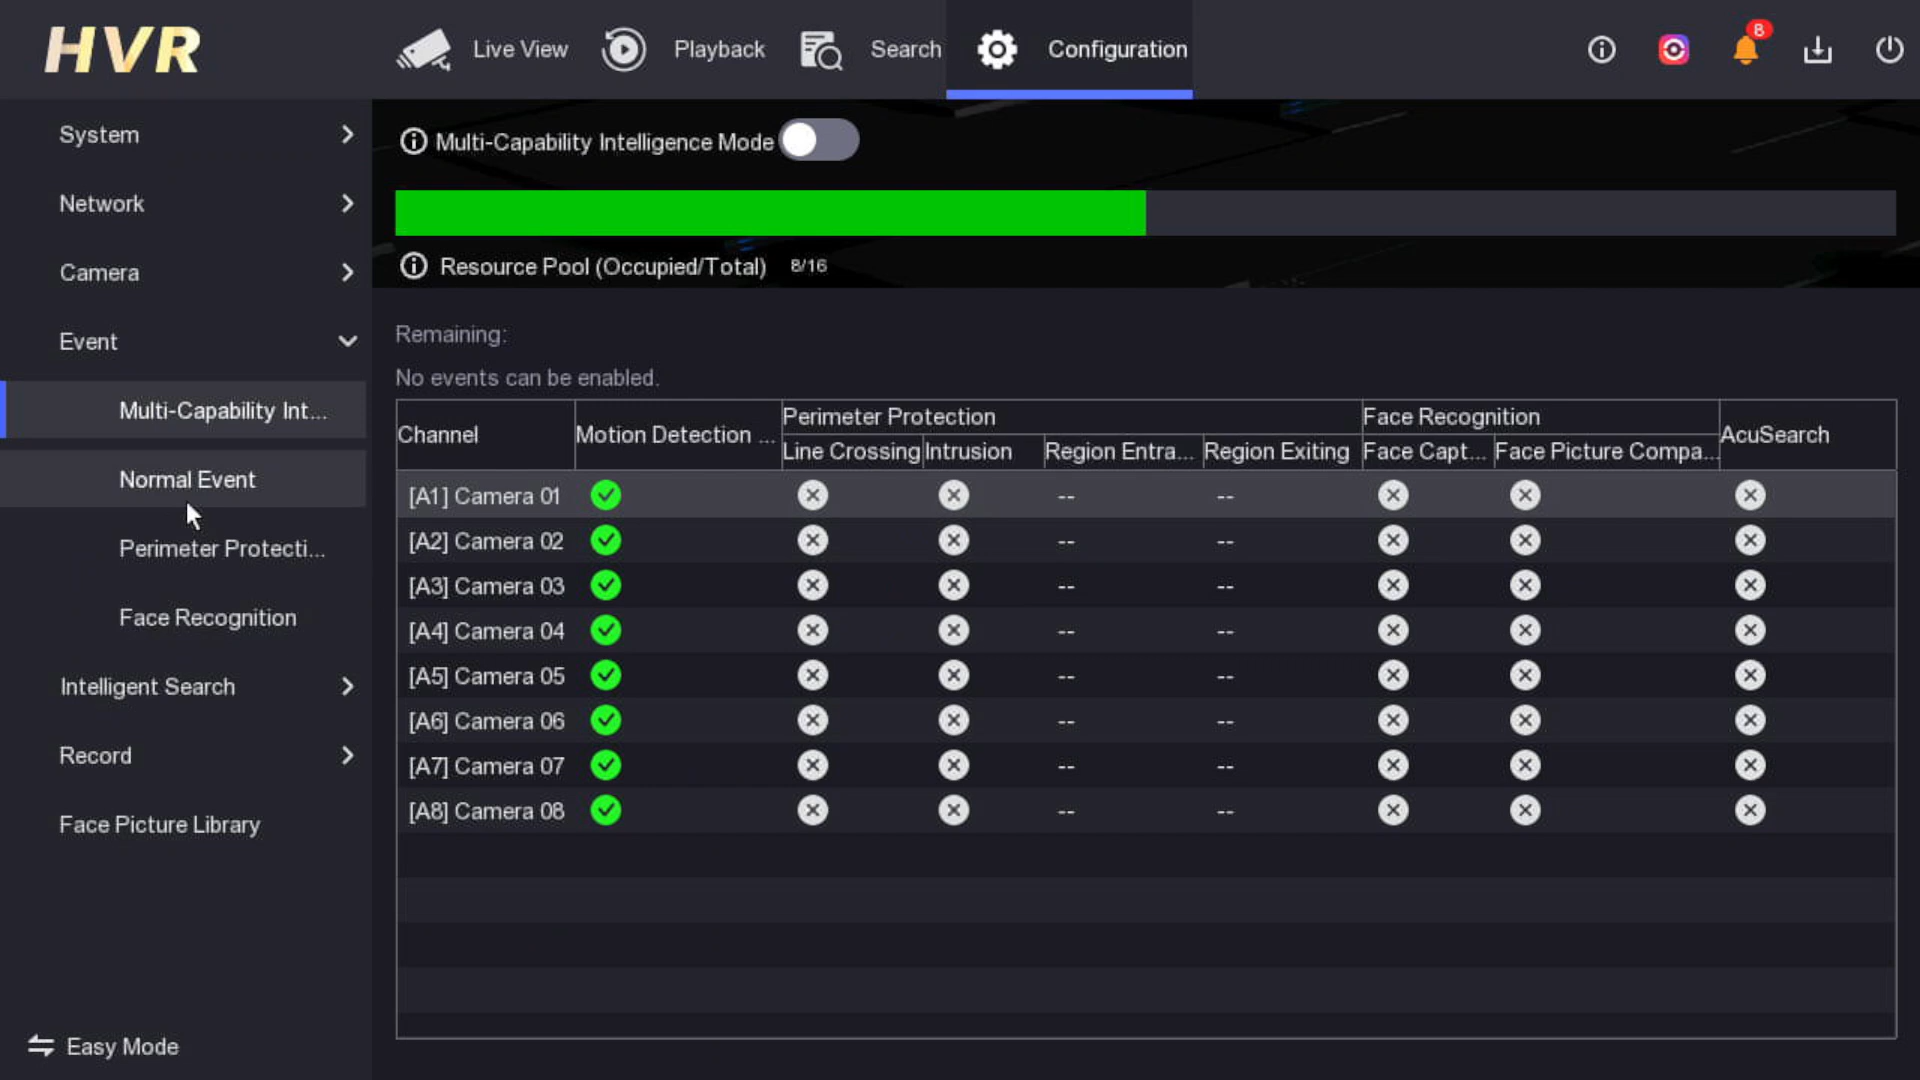 HVR
Live View
Playback
Search
Configuration
8
System
Network
Camera
Event
Multi-Capability Int...
Normal Event
Perimeter Protecti...
Face Recognition
Intelligent Search
Record
Face Picture Library
Easy Mode
Multi-Capability Intelligence Mode
Resource Pool (Occupied/Total) 8/16
Remaining:
No events can be enabled.
Channel Motion Detection ... Perimeter Protection Face Recognition AcuSearch
Line Crossing Intrusion Region Entra... Region Exiting Face Capt... Face Picture Compa...
[A1] Camera 01 -- --
[A2] Camera 02 -- --
[A3] Camera 03 -- --
[A4] Camera 04 -- --
[A5] Camera 05 -- --
[A6] Camera 06 -- --
[A7] Camera 07 -- --
[A8] Camera 08 -- --